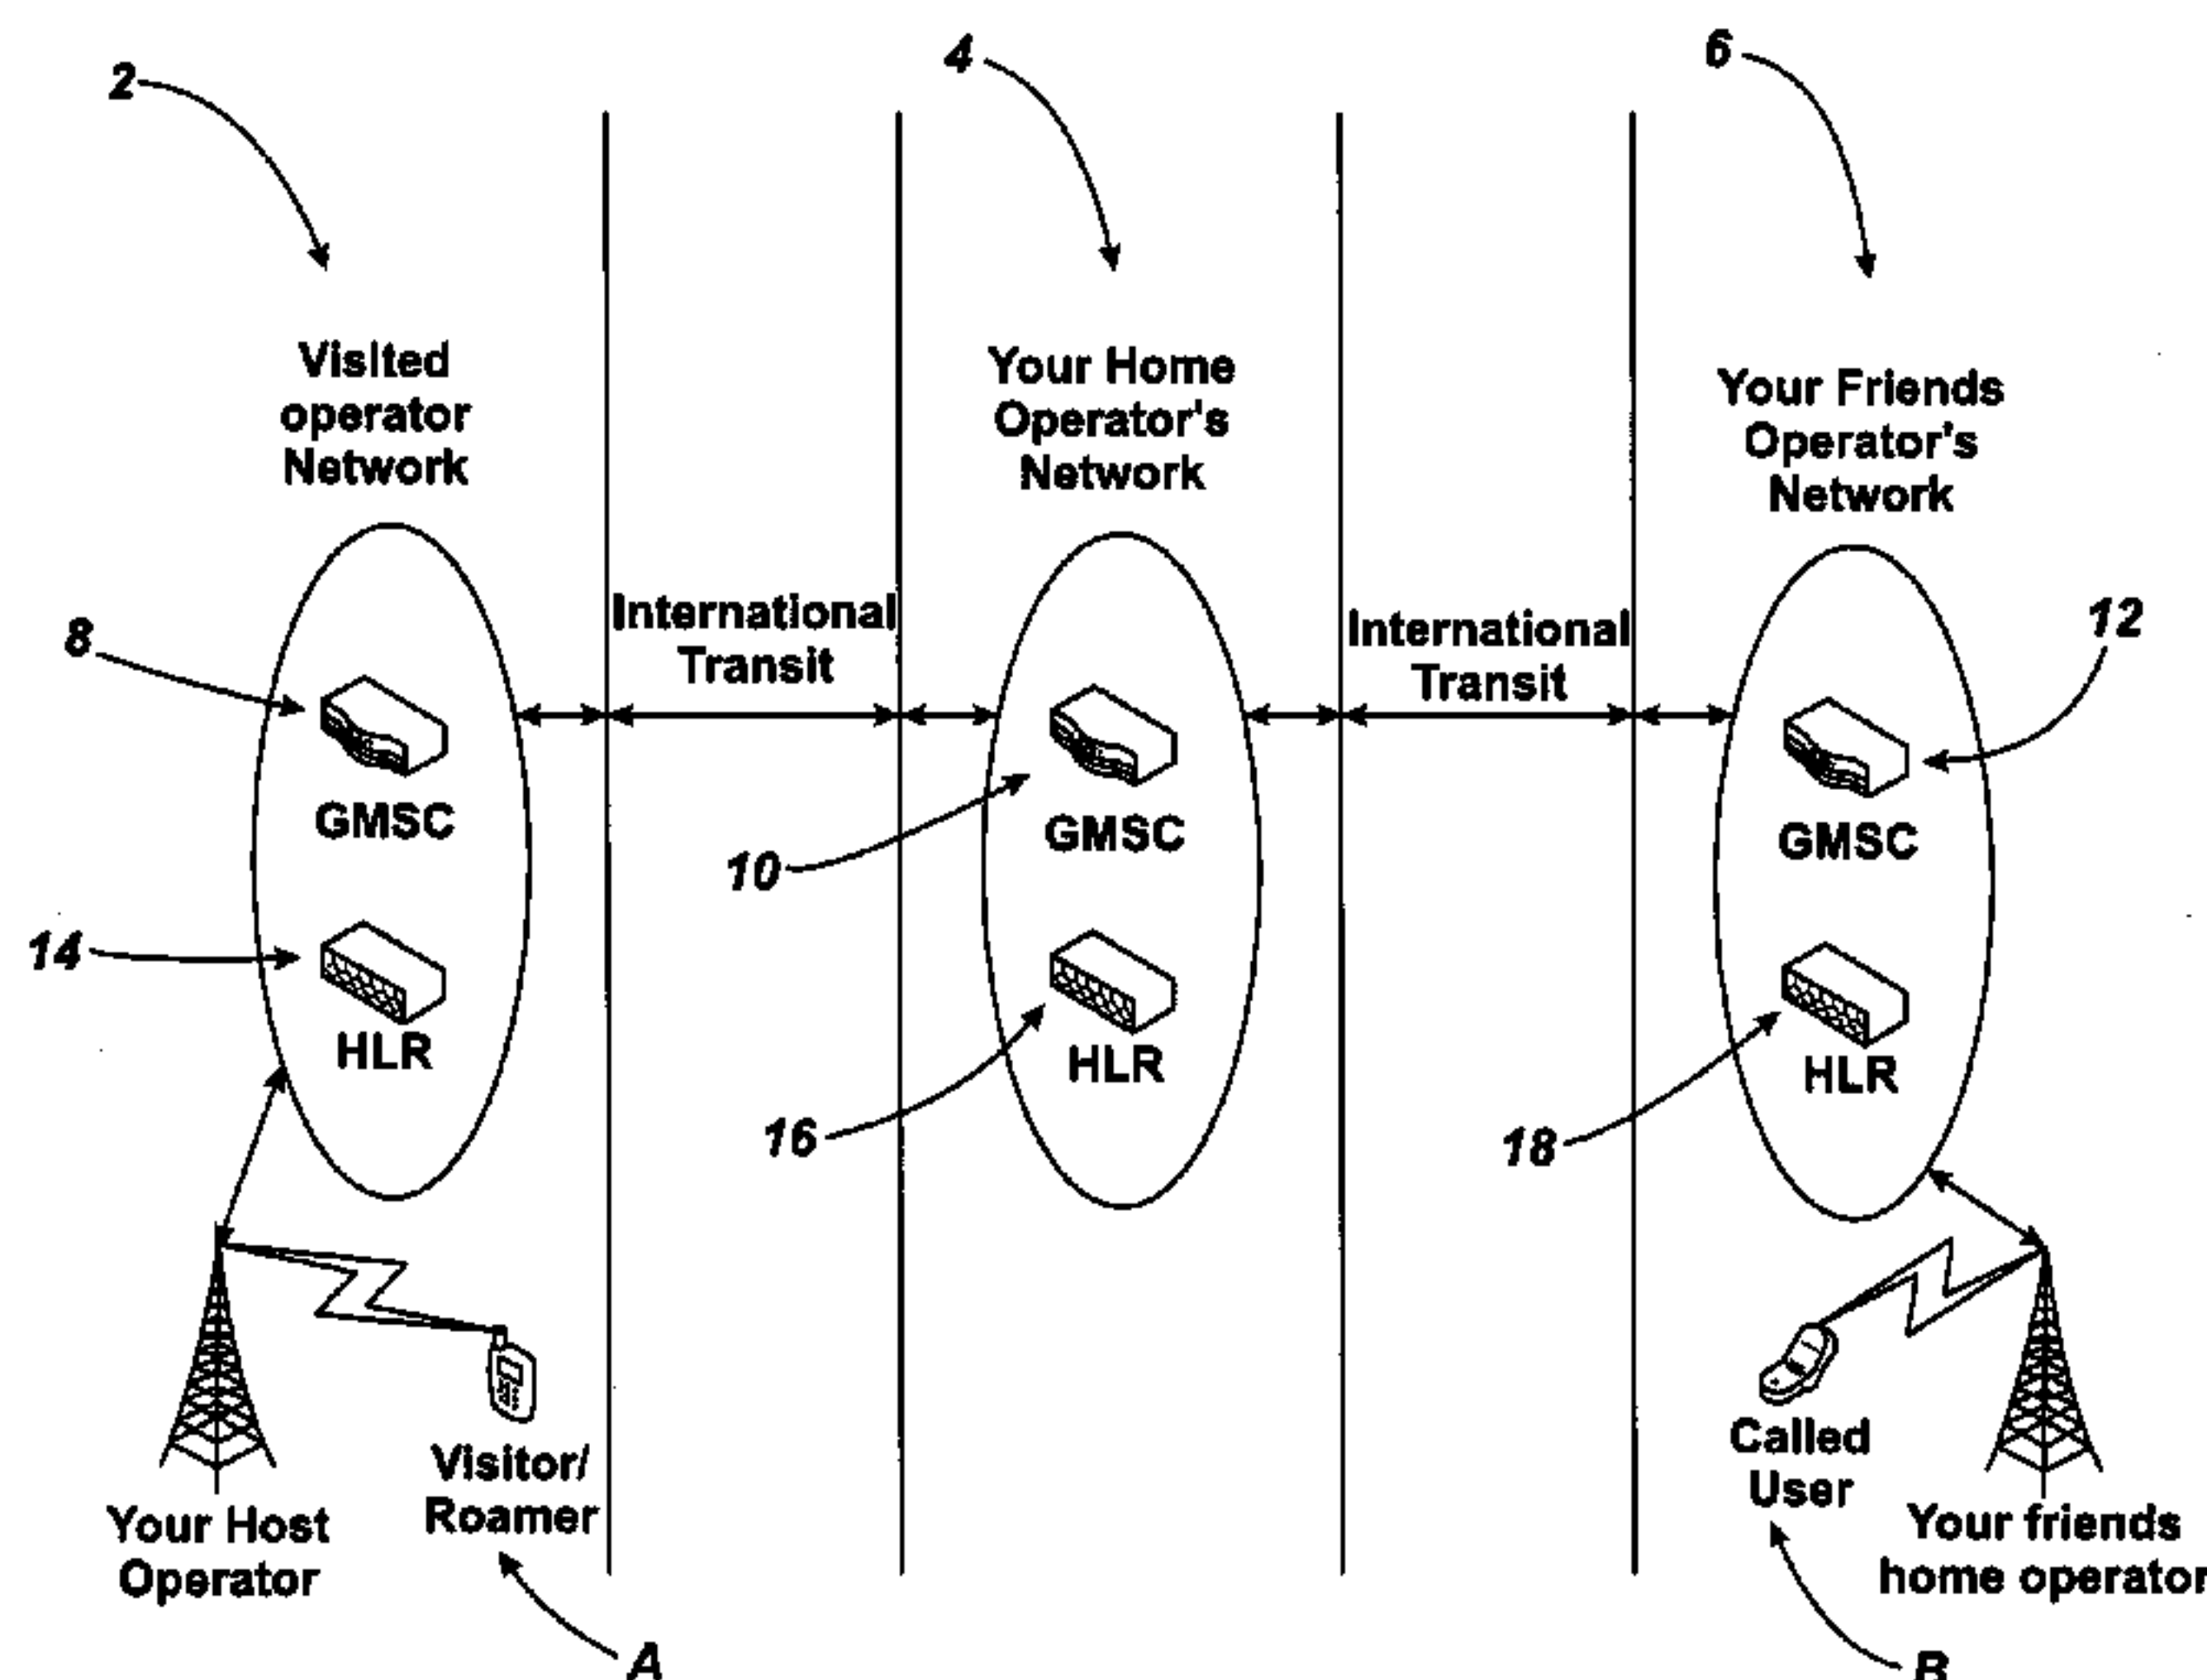 2
4
6
Visited
operator
Network
Your Home
Operator's
Network
Your Friends
Operator's
Network
International
Transit
International
Transit
8
12
GMSC
GMSC
GMSC
10
14
HLR
HLR
HLR
16
18
Your Host
Operator
Visitor/
Roamer
Called
User
Your friends
home operator
A
B